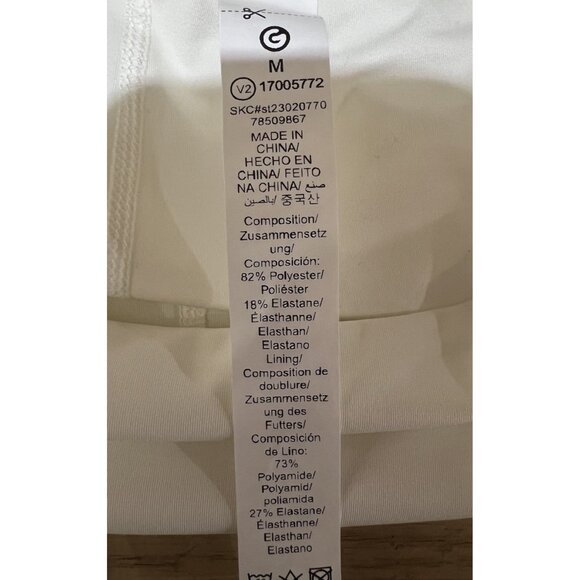 G
M
V2 17005772
SKC#st23020770
78509867
MADE IN
CHINA/
HECHO EN
CHINA/ FEITO
NA CHINA/ صنع
بالصين/ 중국산
Composition/
Zusammensetz
ung/
Composición:
82% Polyester/
Poliéster
18% Elastane/
Élasthanne/
Elasthan/
Elastano
Lining/
Composition de
doublure/
Zusammensetz
ung des
Futters/
Composición
de Lino:
73%
Polyamide/
Polyamid/
poliamida
27% Elastane/
Élasthanne/
Elasthan/
Elastano